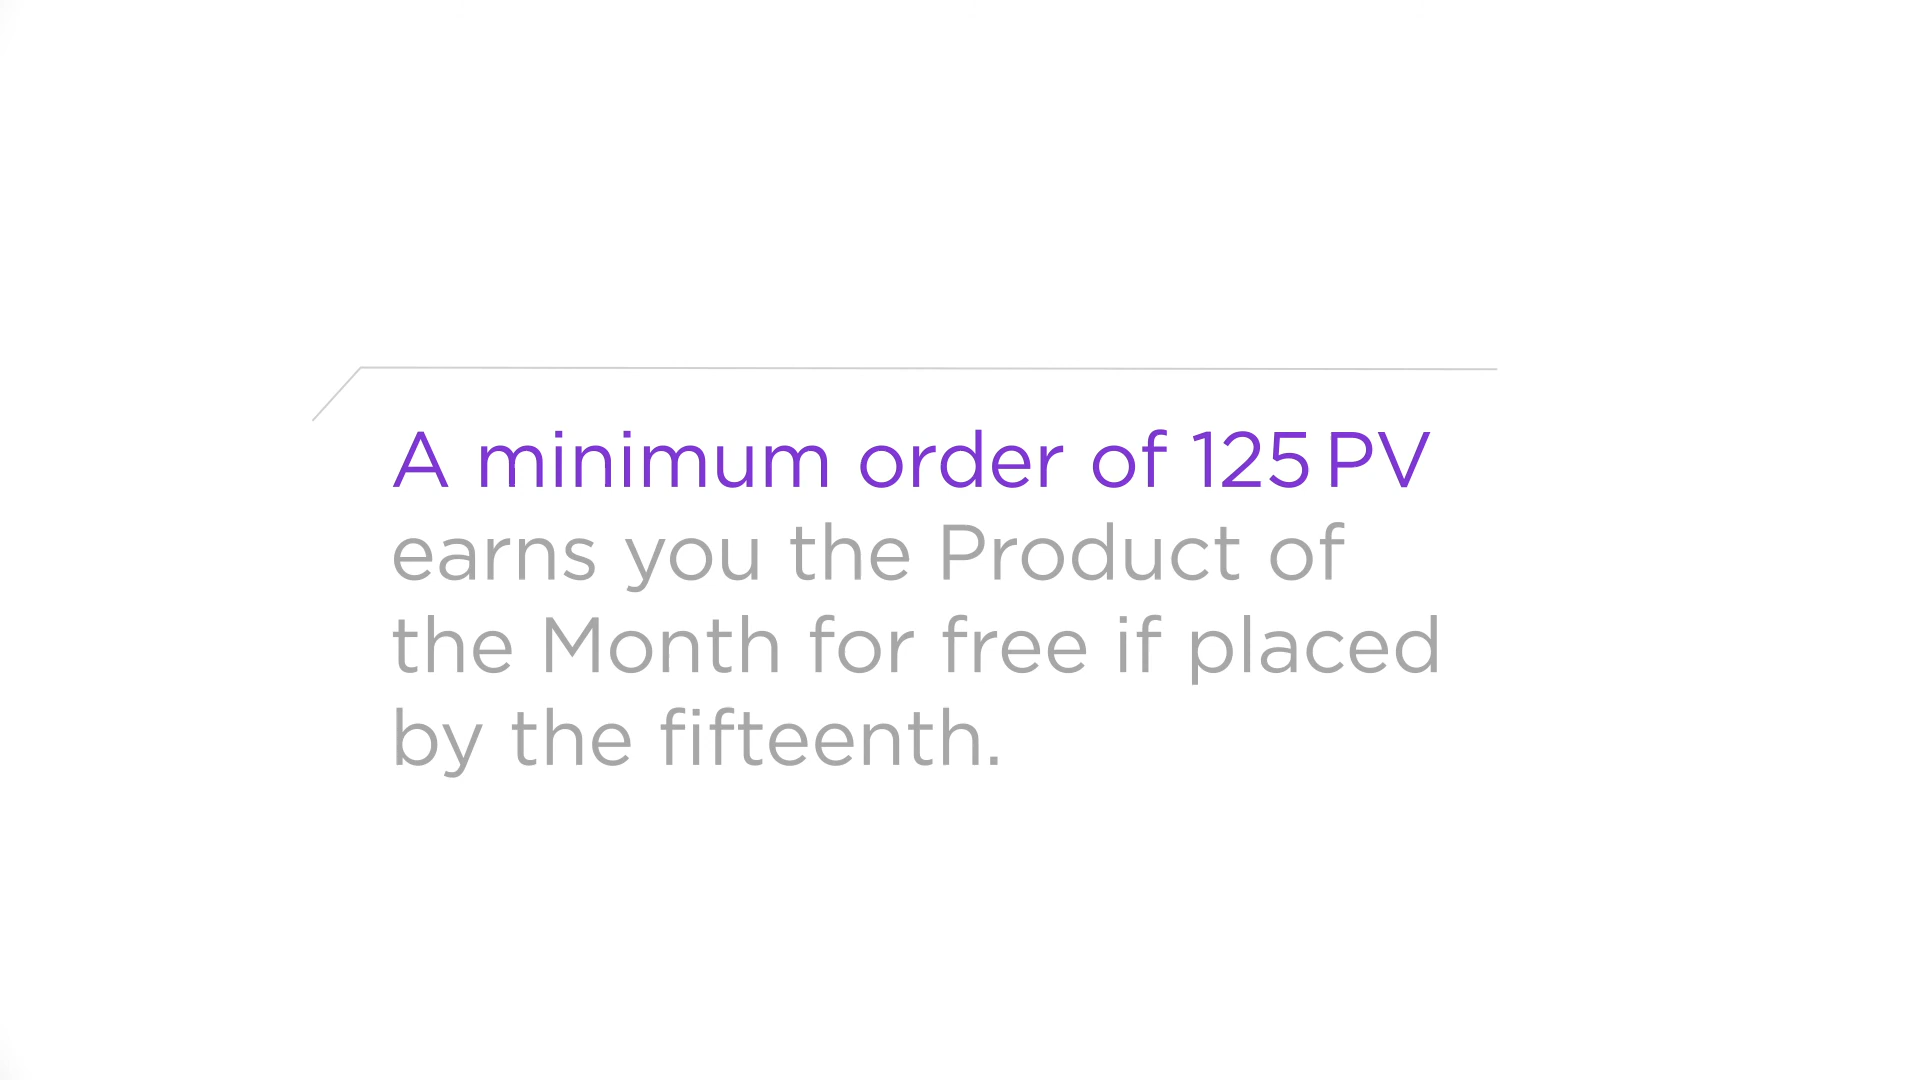 A minimum order of 125 PV
earns you the Product of
the Month for free if placed
by the fifteenth.